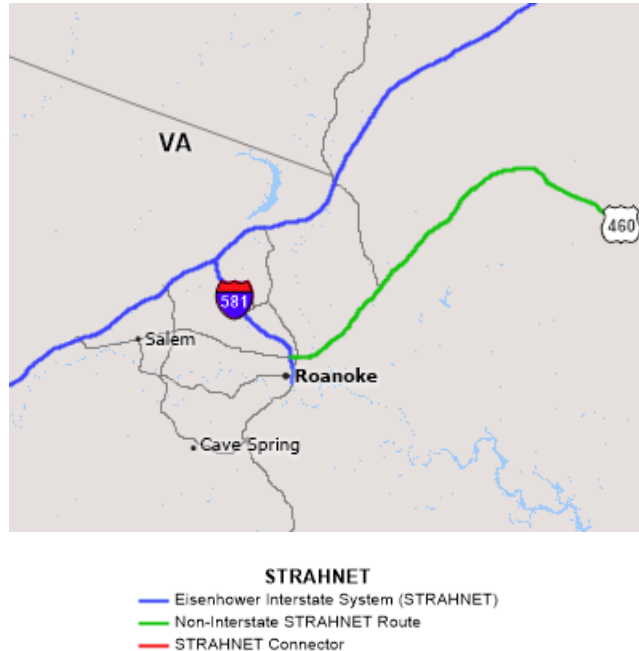 VA
460
581
Salem
Roanoke
Cave Spring
STRAHNET
Eisenhower Interstate System (STRAHNET)
Non-Interstate STRAHNET Route
STRAHNET Connector